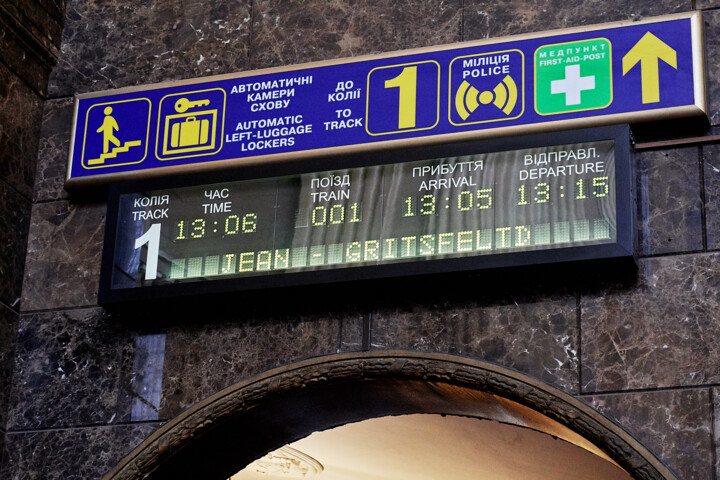 АВТОМАТИЧНІ
КАМЕРИ
СХОВУ
AUTOMATIC
LEFT-LUGGAGE
LOCKERS
ДО
КОЛІЇ
TO
TRACK
1
МІЛІЦІЯ
POLICE
МЕДПУНКТ
FIRST-AID-POST
КОЛІЯ
TRACK
1
ЧАС
TIME
13:06
ПОЇЗД
TRAIN
001
ПРИБУТТЯ
ARRIVAL
13:05
ВІДПРАВЛ.
DEPARTURE
13:15
JEAN - GRITSFELTD